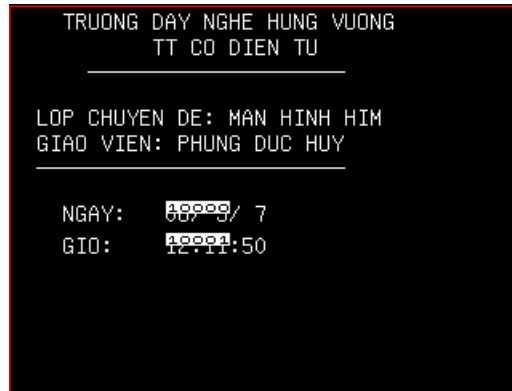 TRUONG DAY NGHE HUNG VUONG
TT CO DIEN TU
LOP CHUYEN DE: MAN HINH HIM
GIAO VIEN: PHUNG DUC HUY
NGAY: / 7
GIO: :50